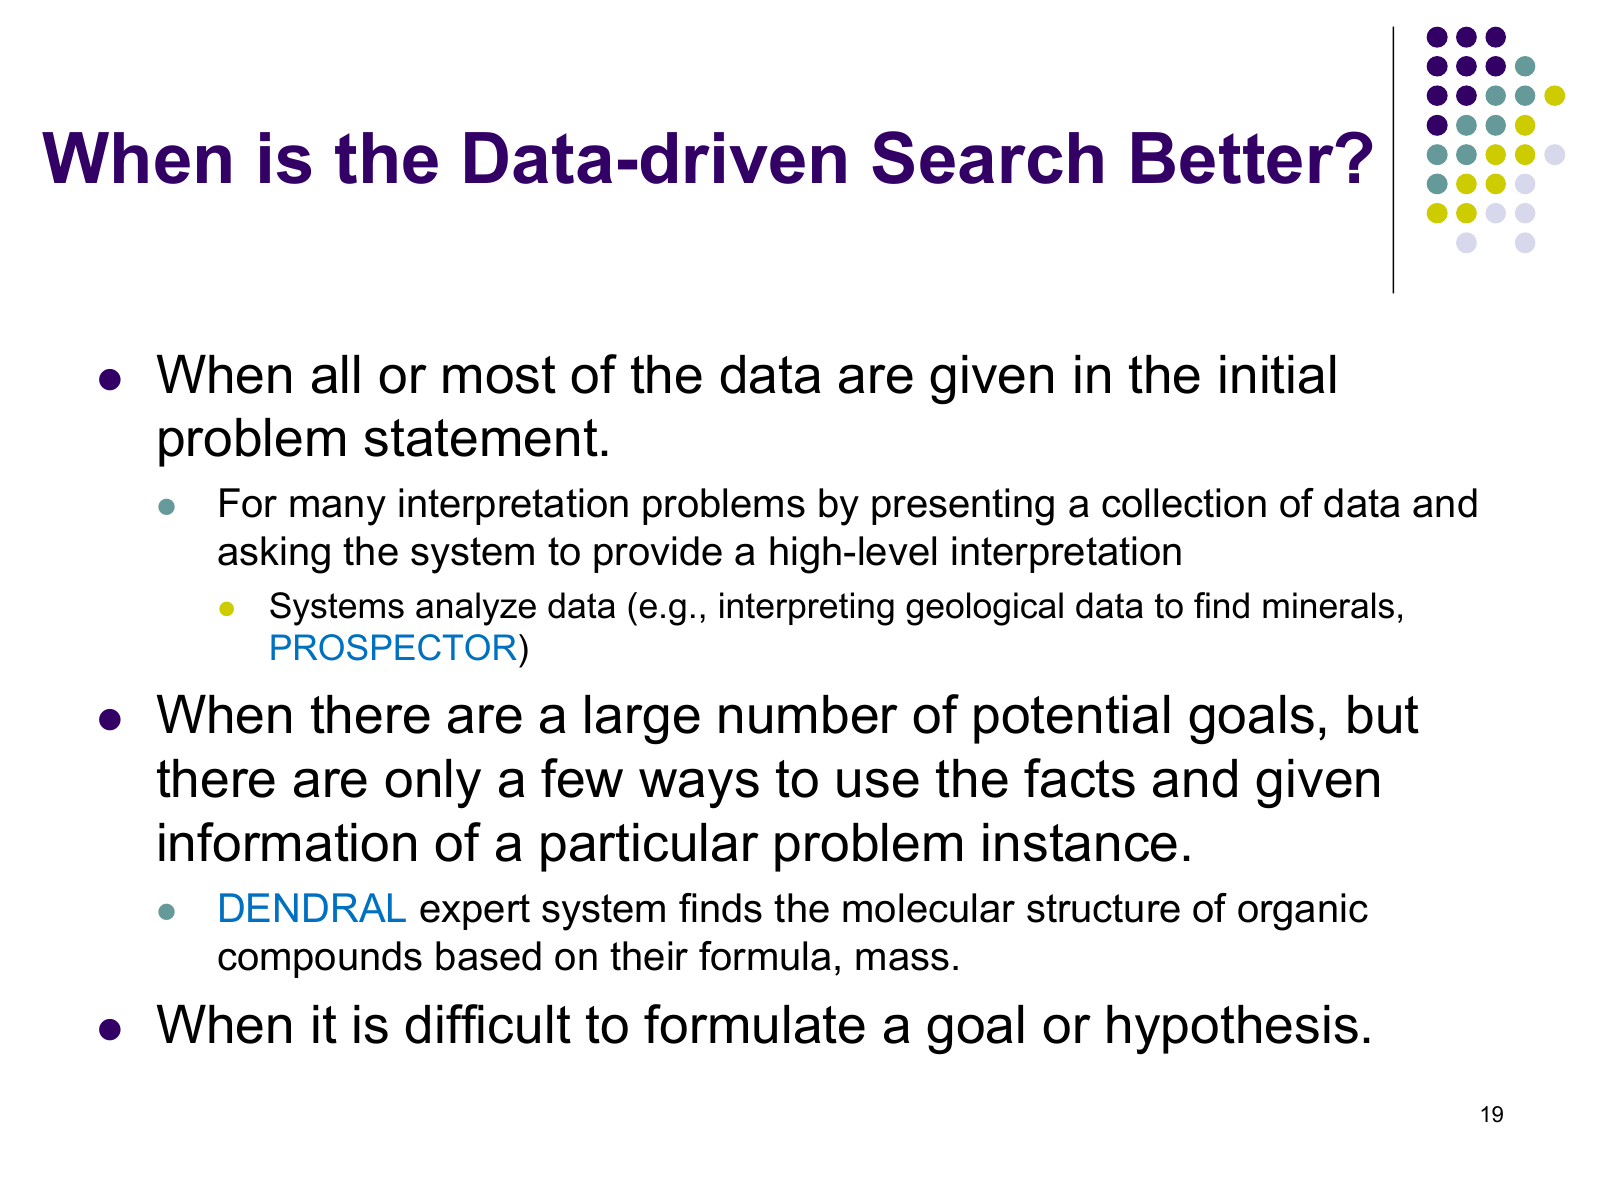 When is the Data-driven Search Better?
When all or most of the data are given in the initial
problem statement.
For many interpretation problems by presenting a collection of data and
asking the system to provide a high-level interpretation
Systems analyze data (e.g., interpreting geological data to find minerals,
PROSPECTOR)
When there are a large number of potential goals, but
there are only a few ways to use the facts and given
information of a particular problem instance.
DENDRAL expert system finds the molecular structure of organic
compounds based on their formula, mass.
When it is difficult to formulate a goal or hypothesis.
19